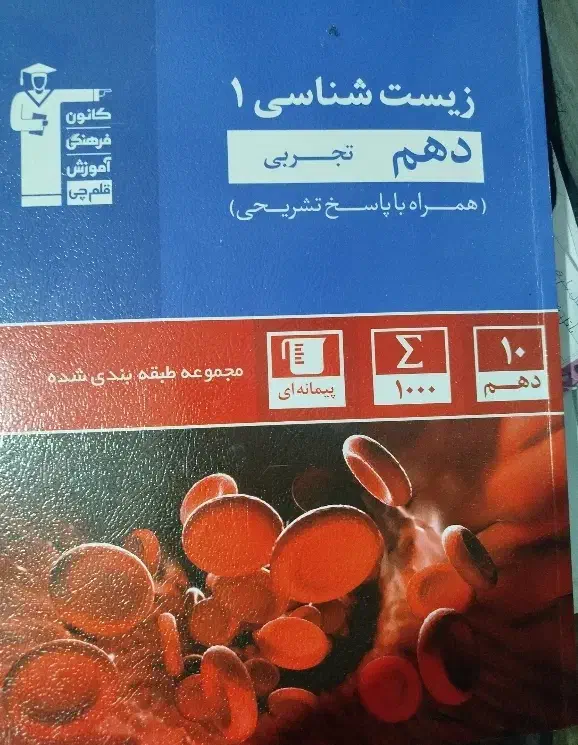 زیست شناسی ۱
دهم تجربی
(همراه با پاسخ تشریحی)
کانون
فرهنگی
آموزش
قلم چی
۱۰
دهم
Σ
۱۰۰۰
پیمانه‌ای
مجموعه طبقه بندی شده